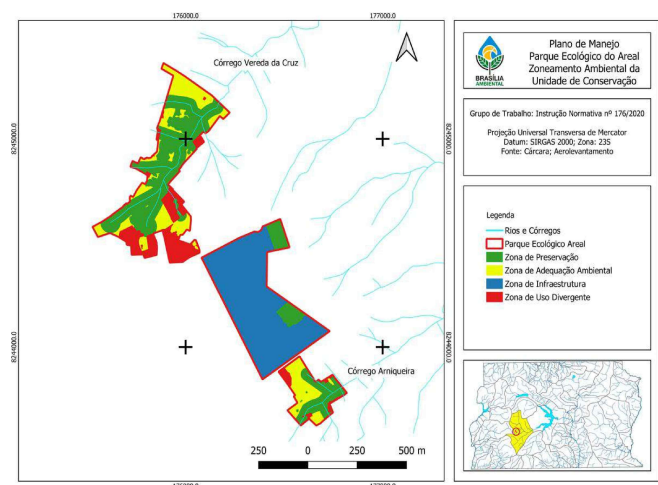 176000.0
177000.0
Córrego Vereda da Cruz
8245000.0
8245000.0
8244000.0
8244000.0
Córrego Arniqueira
250 0 250 500 m
176000.0
177000.0
BRASÍLIA
AMBIENTAL
Plano de Manejo
Parque Ecológico do Areal
Zoneamento Ambiental da
Unidade de Conservação
Grupo de Trabalho: Instrução Normativa nº 176/2020
Projeção Universal Transversa de Mercator
Datum: SIRGAS 2000; Zona: 23S
Fonte: Cárcara; Aerolevantamento
Legenda
Rios e Córregos
Parque Ecológico Areal
Zona de Preservação
Zona de Adequação Ambiental
Zona de Infraestrutura
Zona de Uso Divergente